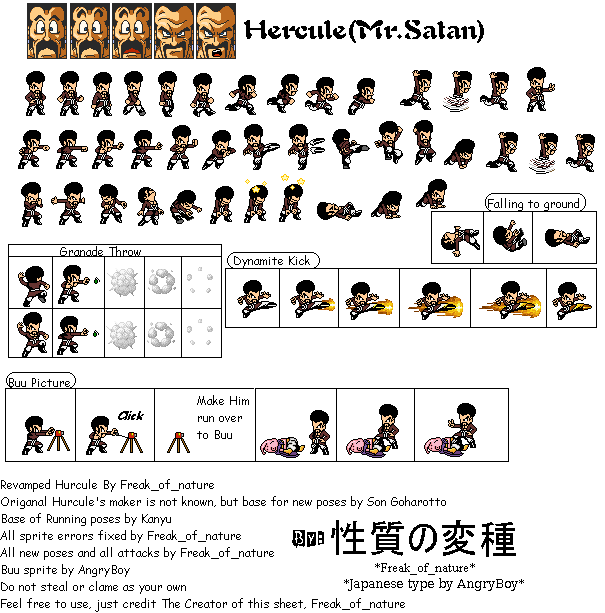 Hercule(Mr.Satan)
Falling to ground
Granade Throw
Dynamite Kick
Buu Picture
Click
Make Him
run over
to Buu
Revamped Hurcule By Freak_of_nature
Origanal Hurcule's maker is not known, but base for new poses by Son Goharotto
Base of Running poses by Kanyu
All sprite errors fixed by Freak_of_nature
All new poses and all attacks by Freak_of_nature
Buu sprite by AngryBoy
Do not steal or clame as your own
Feel free to use, just credit The Creator of this sheet, Freak_of_nature
By: 性質の変種
*Freak_of_nature*
*Japanese type by AngryBoy*